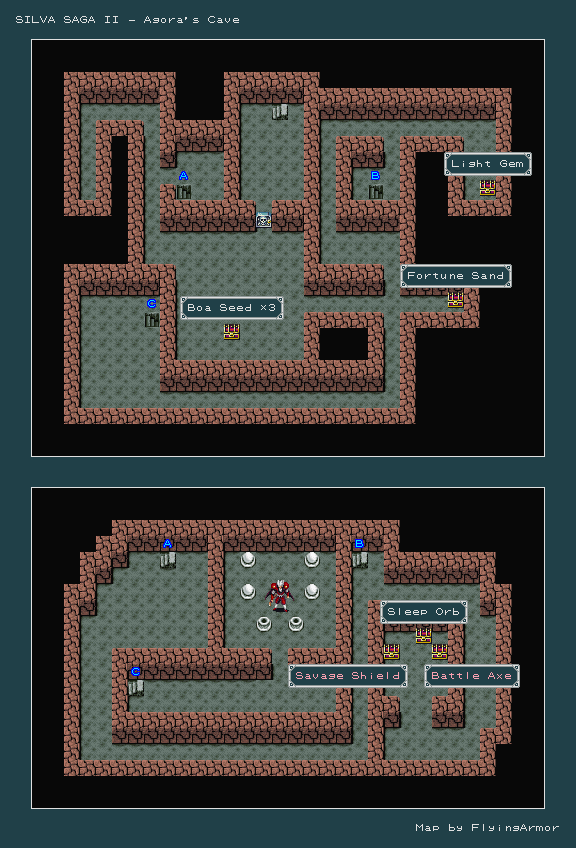 SILVA SAGA II - Agora's Cave
Light Gem
A
B
Fortune Sand
C
Boa Seed x3
A
B
Sleep Orb
C
Savage Shield
Battle Axe
Map by FlyingArmor